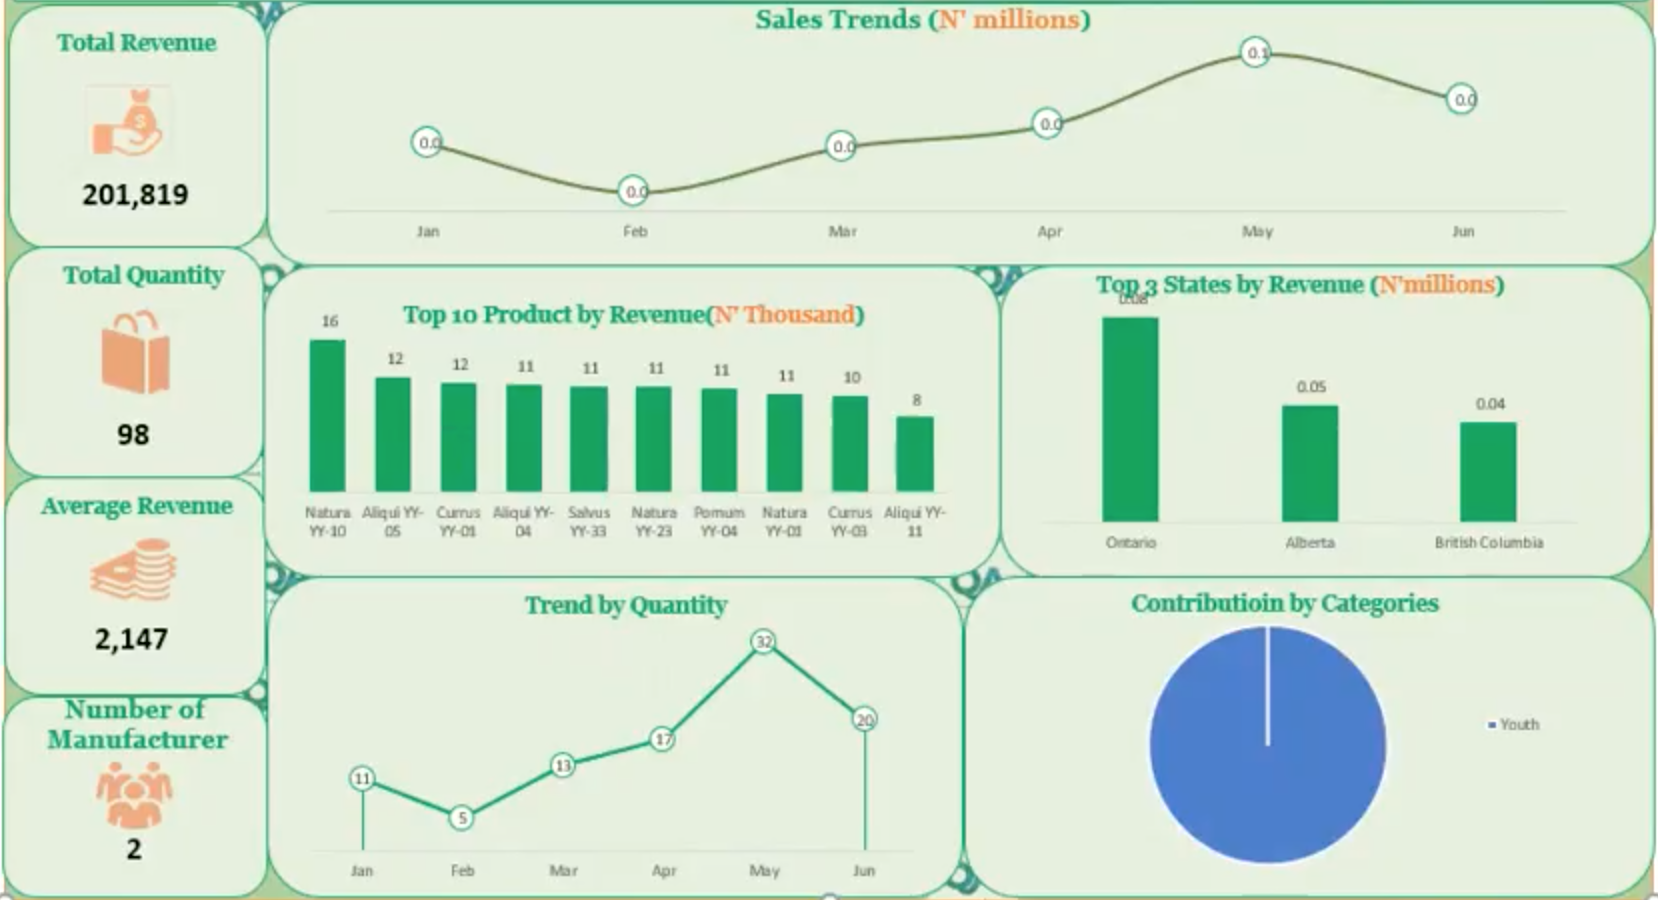 Total Revenue
201,819
Total Quantity
98
Average Revenue
2,147
Number of
Manufacturer
2
Sales Trends (N' millions)
0.0
0.0
0.0
0.0
0.1
0.0
Jan Feb Mar Apr May Jun
Top 10 Product by Revenue(N' Thousand)
16 12 12 11 11 11 11 11 10 8
Natura Aliqui YY- Currus Aliqui YY- Salvus Natura Pomum Natura Currus Aliqui YY-
YY-10 05 YY-01 04 YY-33 YY-23 YY-04 YY-01 YY-03 11
Top 3 States by Revenue (N'millions)
0.08
0.05
0.04
Ontario Alberta British Columbia
Trend by Quantity
11
5
13
17
32
20
Jan Feb Mar Apr May Jun
Contributioin by Categories
Youth